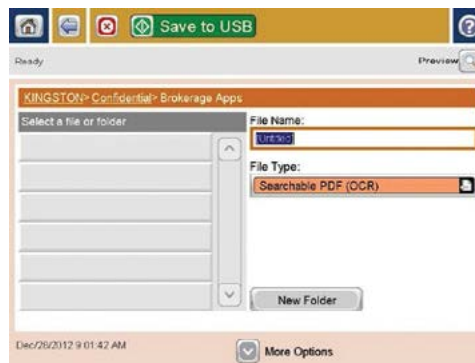 Save to USB
Ready
Preview
KINGSTON> Confidential> Brokerage Apps
Select a file or folder
File Name:
[Untitled]
File Type:
Searchable PDF (OCR)
New Folder
Dec/26/2012 9:01:42 AM
More Options